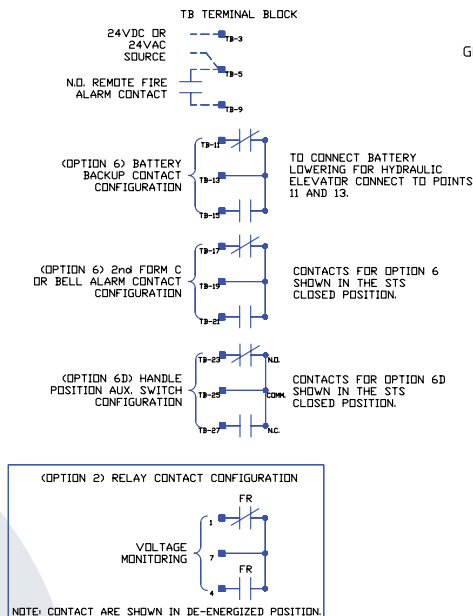 TB TERMINAL BLOCK
24VDC OR
24VAC
SOURCE
TB-3
TB-5
N.O. REMOTE FIRE
ALARM CONTACT
TB-9
(OPTION 6) BATTERY
BACKUP CONTACT
CONFIGURATION
TB-11
TB-13
TB-15
TO CONNECT BATTERY
LOWERING FOR HYDRAULIC
ELEVATOR CONNECT TO POINTS
11 AND 13.
(OPTION 6) 2nd FORM C
OR BELL ALARM CONTACT
CONFIGURATION
TB-17
TB-19
TB-21
CONTACTS FOR OPTION 6
SHOWN IN THE STS
CLOSED POSITION.
(OPTION 6D) HANDLE
POSITION AUX. SWITCH
CONFIGURATION
TB-23
N.O.
TB-25
COMM.
TB-27
N.C.
CONTACTS FOR OPTION 6D
SHOWN IN THE STS
CLOSED POSITION.
(OPTION 2) RELAY CONTACT CONFIGURATION
FR
1
VOLTAGE
MONITORING
7
FR
4
NOTE: CONTACT ARE SHOWN IN DE-ENERGIZED POSITION.